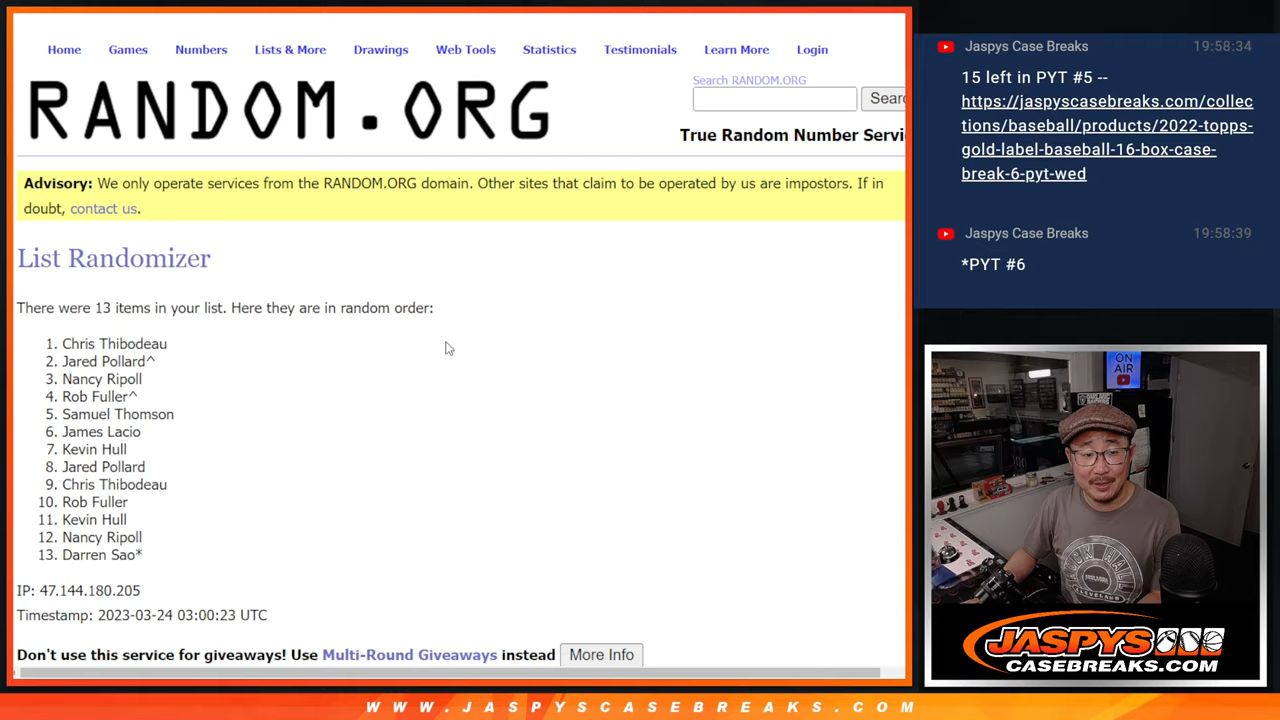 Home Games Numbers Lists & More Drawings Web Tools Statistics Testimonials Learn More Login
RANDOM.ORG
Search RANDOM.ORG
Searc
True Random Number Servi
Advisory: We only operate services from the RANDOM.ORG domain. Other sites that claim to be operated by us are impostors. If in
doubt, contact us.
List Randomizer
There were 13 items in your list. Here they are in random order:
1. Chris Thibodeau
2. Jared Pollard^
3. Nancy Ripoll
4. Rob Fuller^
5. Samuel Thomson
6. James Lacio
7. Kevin Hull
8. Jared Pollard
9. Chris Thibodeau
10. Rob Fuller
11. Kevin Hull
12. Nancy Ripoll
13. Darren Sao*
IP: 47.144.180.205
Timestamp: 2023-03-24 03:00:23 UTC
Don't use this service for giveaways! Use Multi-Round Giveaways instead More Info
Jaspys Case Breaks 19:58:34
15 left in PYT #5 --
https://jaspyscasebreaks.com/collec
tions/baseball/products/2022-topps-
gold-label-baseball-16-box-case-
break-6-pyt-wed
Jaspys Case Breaks 19:58:39
*PYT #6
ON
AIR
CLEVELAND
JASPYS
CASEBREAKS.COM
WWW.JASPYSCASEBREAKS.COM